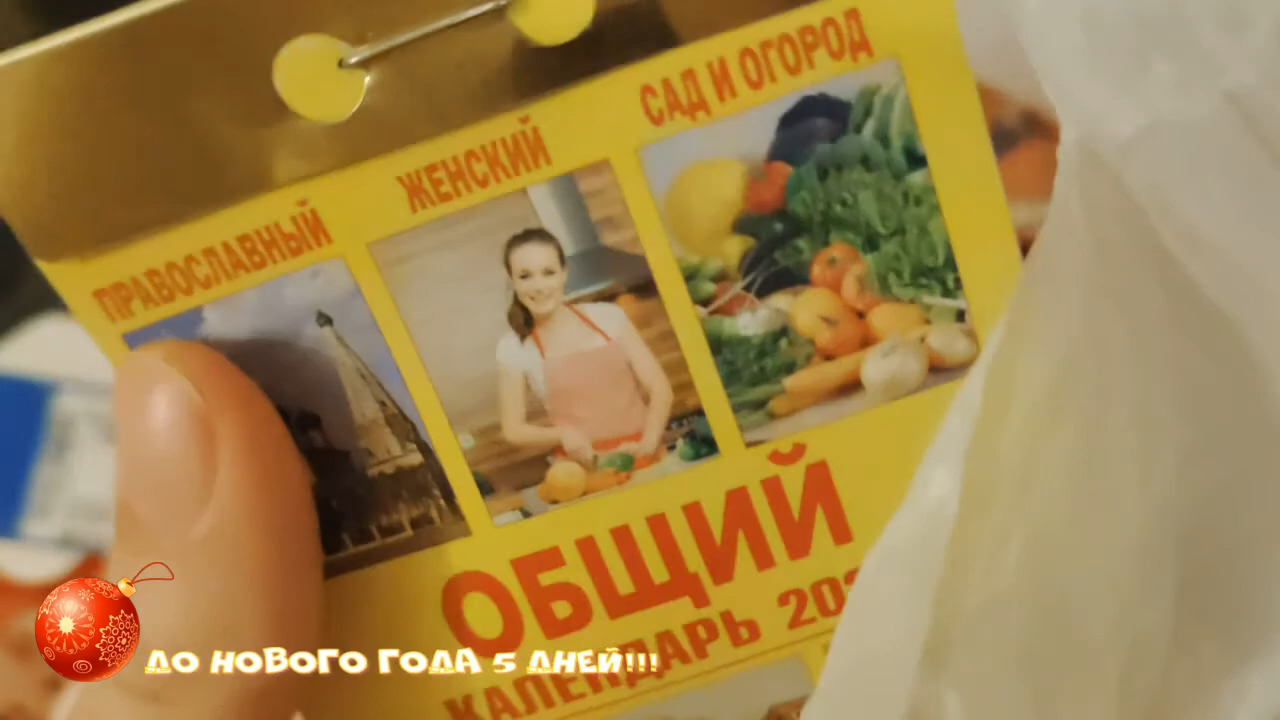 ПРАВОСЛАВНЫЙ
ЖЕНСКИЙ
САД И ОГОРОД
ОБЩИЙ
КАЛЕНДАРЬ
ДО НОВОГО ГОДА 5 ДНЕЙ!!!